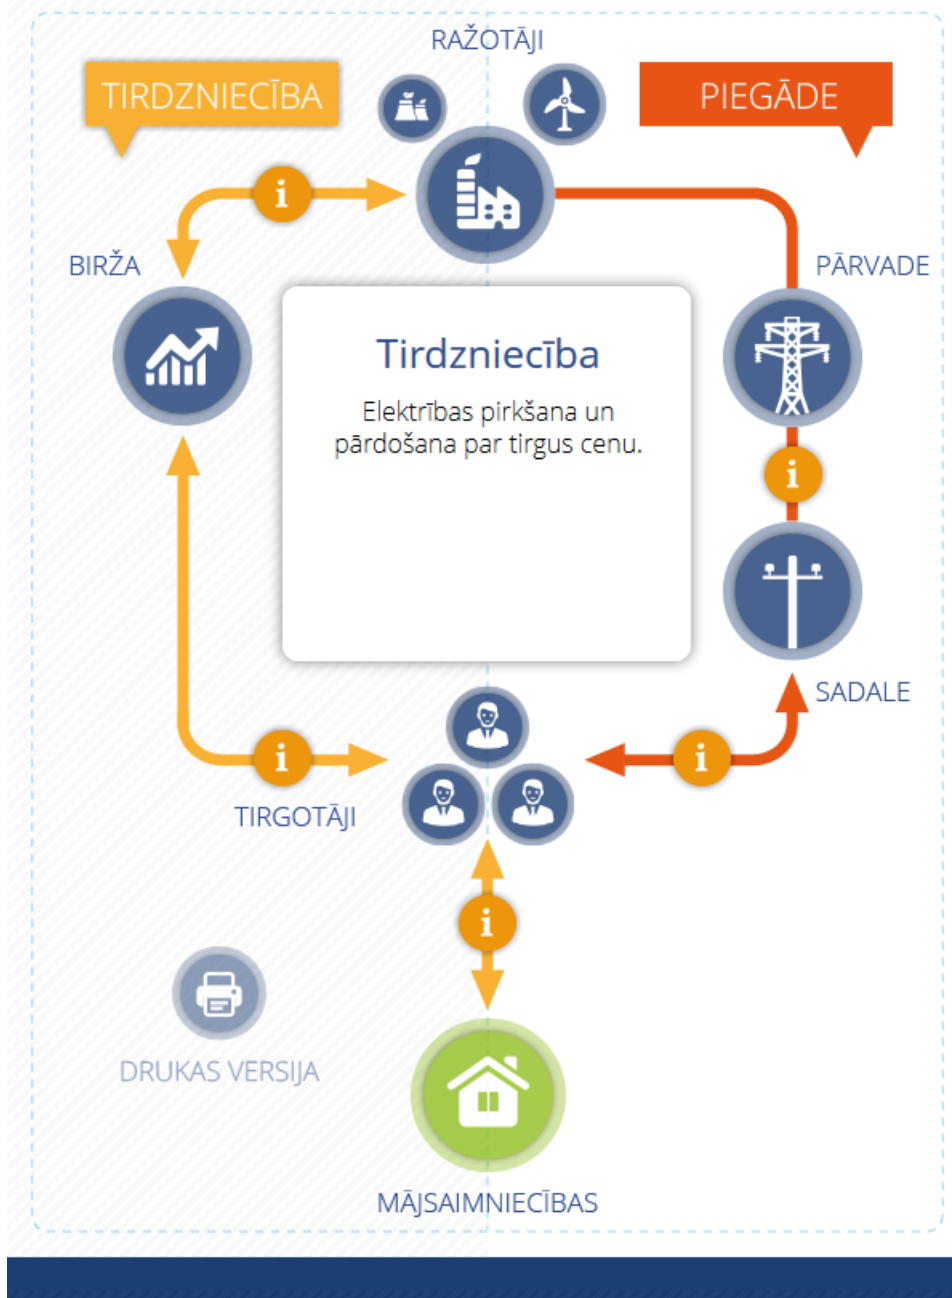 RAŽOTĀJI
TIRDZNIECĪBA
PIEGĀDE
i
BIRŽA
PĀRVADE
Tirdzniecība
Elektrības pirkšana un
pārdošana par tirgus cenu.
i
SADALE
i
i
TIRGOTĀJI
i
DRUKAS VERSIJA
MĀJSAIMNIECĪBAS